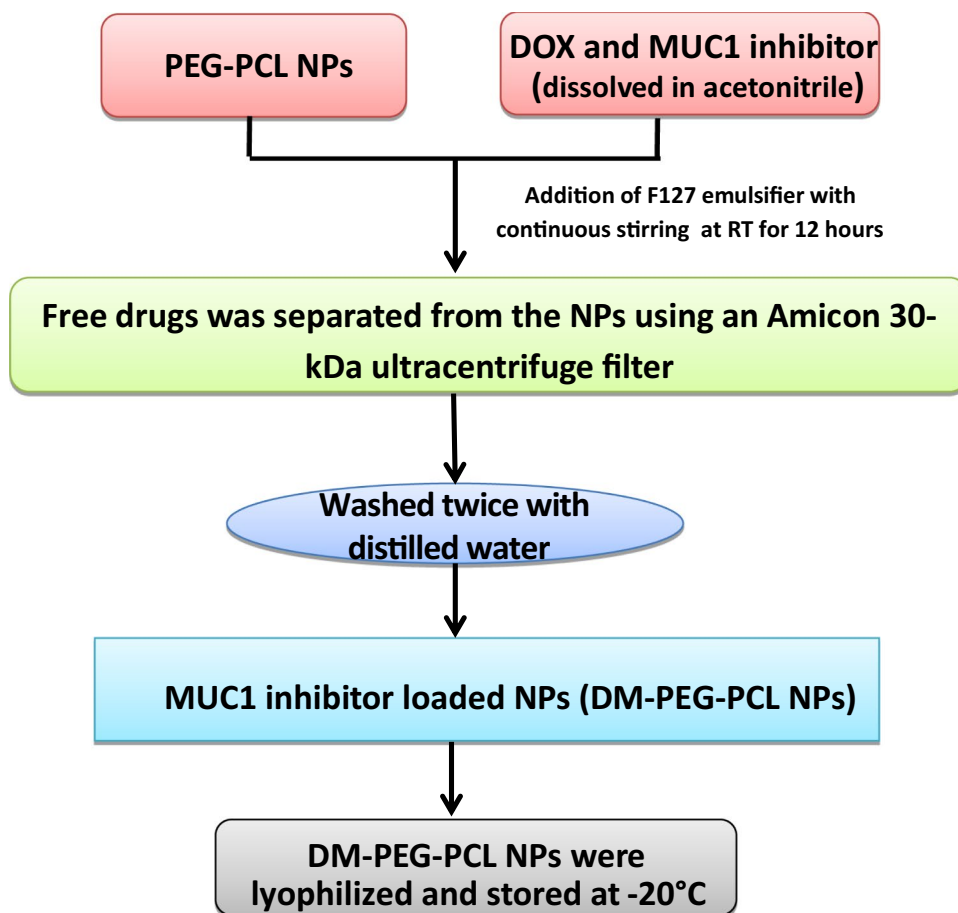 PEG-PCL NPs
DOX and MUC1 inhibitor
(dissolved in acetonitrile)
Addition of F127 emulsifier with
continuous stirring at RT for 12 hours
Free drugs was separated from the NPs using an Amicon 30-
kDa ultracentrifuge filter
Washed twice with
distilled water
MUC1 inhibitor loaded NPs (DM-PEG-PCL NPs)
DM-PEG-PCL NPs were
lyophilized and stored at -20°C